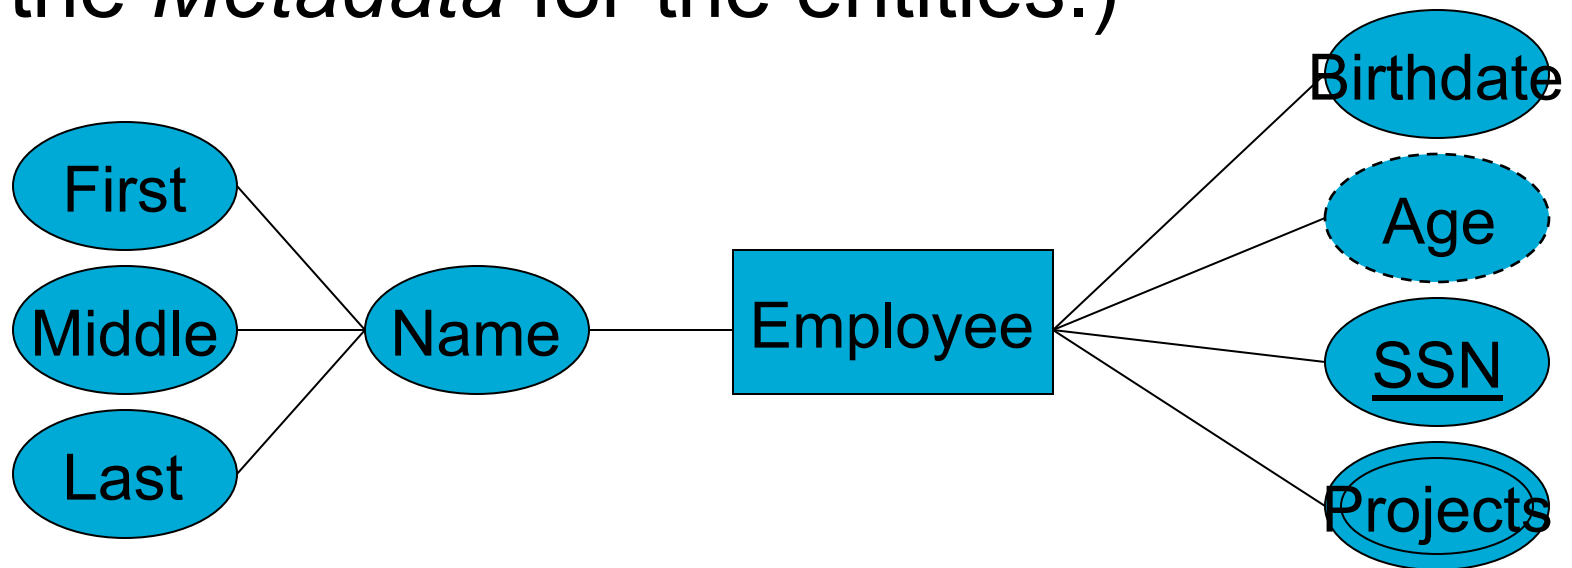 the Metadata for the entities.)
Birthdate
First
Age
Middle
Name
Employee
SSN
Last
Projects